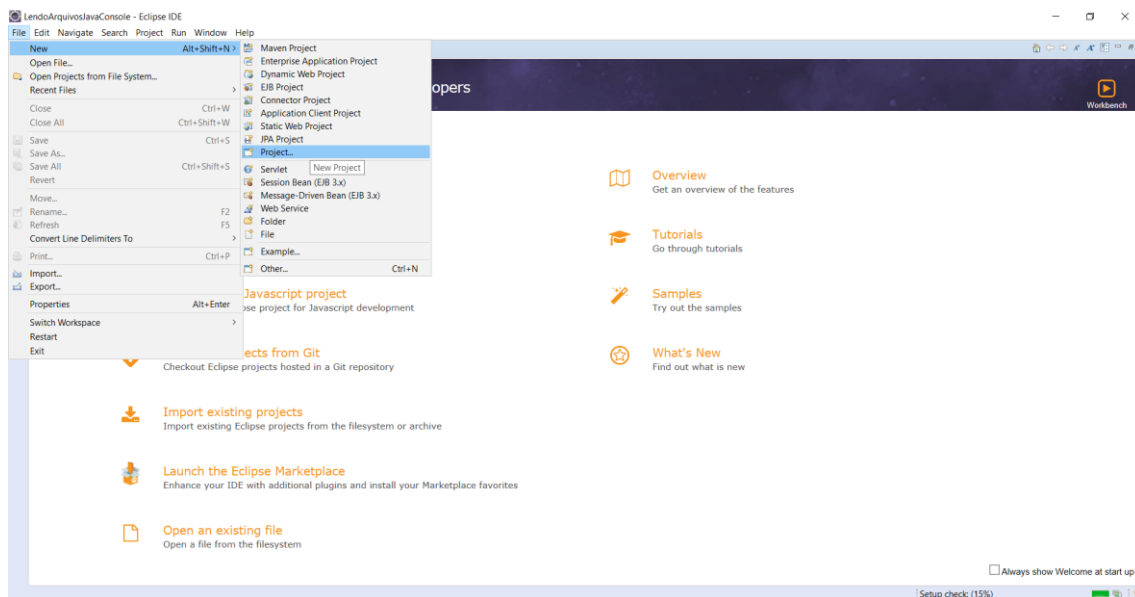 LendoArquivosJavaConsole - Eclipse IDE
File Edit Navigate Search Project Run Window Help
New Alt+Shift+N >
Open File...
Open Projects from File System...
Recent Files >
Close Ctrl+W
Close All Ctrl+Shift+W
Save Ctrl+S
Save As...
Save All Ctrl+Shift+S
Revert
Move...
Rename... F2
Refresh F5
Convert Line Delimiters To >
Print... Ctrl+P
Import...
Export...
Properties Alt+Enter
Switch Workspace >
Restart
Exit
Maven Project
Enterprise Application Project
Dynamic Web Project
EJB Project
Connector Project
Application Client Project
Static Web Project
JPA Project
Project...
Servlet
New Project
Session Bean (EJB 3.x)
Message-Driven Bean (EJB 3.x)
Web Service
Folder
File
Example...
Other... Ctrl+N
opers
Workbench
Javascript project
ose project for Javascript development
ects from Git
Checkout Eclipse projects hosted in a Git repository
Import existing projects
Import existing Eclipse projects from the filesystem or archive
Launch the Eclipse Marketplace
Enhance your IDE with additional plugins and install your Marketplace favorites
Open an existing file
Open a file from the filesystem
Overview
Get an overview of the features
Tutorials
Go through tutorials
Samples
Try out the samples
What's New
Find out what is new
Always show Welcome at start up
Setup check: (15%)